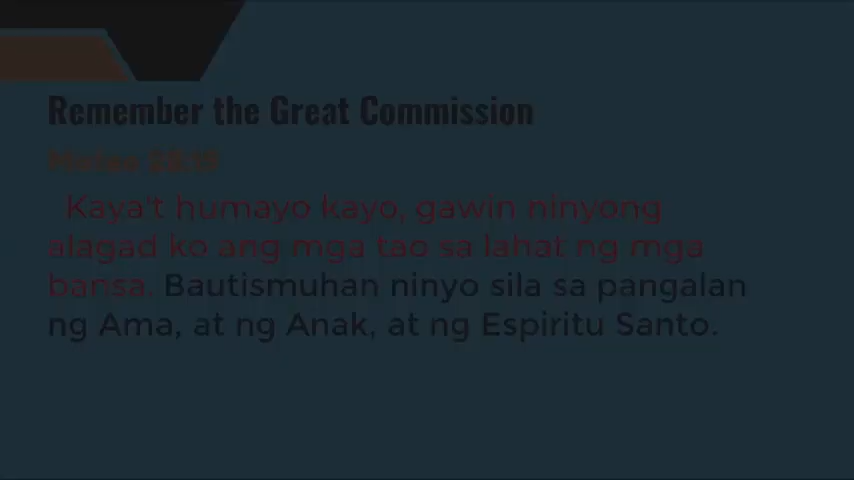 Remember the Great Commission
Kaya't humayo kayo, gawin ninyong
alagad ko ang mga tao sa lahat ng mga
bansa. Bautismuhan ninyo sila sa pangalan
ng Ama, at ng Anak, at ng Espiritu Santo.